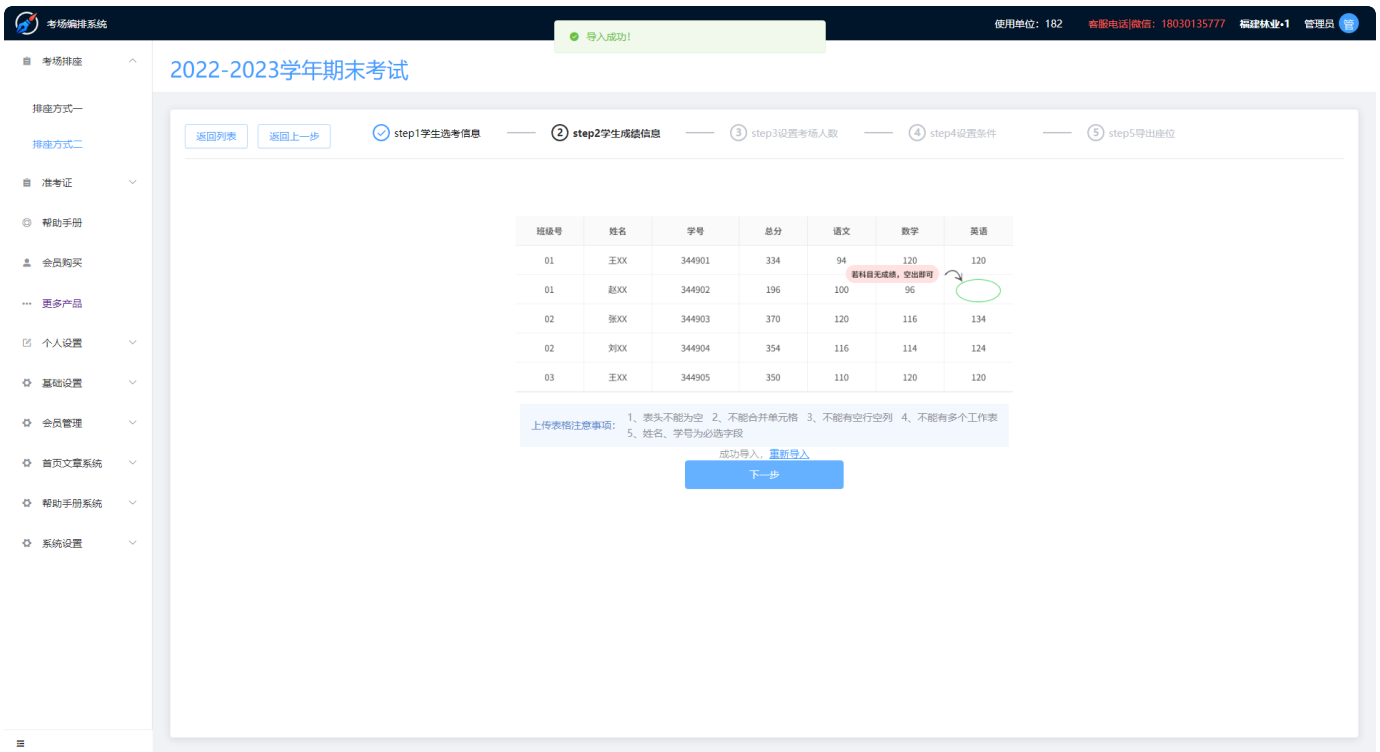 考场编排系统
使用单位：182 客服电话|微信：18030135777 福建林业•1 管理员 管
导入成功！
考场排座
排座方式一
排座方式二
准考证
帮助手册
会员购买
更多产品
个人设置
基础设置
会员管理
首页文章系统
帮助手册系统
系统设置
2022-2023学年期末考试
返回列表 返回上一步 step1学生选考信息 2 step2学生成绩信息 3 step3设置考场人数 4 step4设置条件 5 step5导出座位
班级号 姓名 学号 总分 语文 数学 英语
01 王XX 344901 334 94 120 120
若科目无成绩，空出即可
01 赵XX 344902 196 100 96
02 张XX 344903 370 120 116 134
02 刘XX 344904 354 116 114 124
03 王XX 344905 350 110 120 120
上传表格注意事项： 1、表头不能为空 2、不能合并单元格 3、不能有空行空列 4、不能有多个工作表
5、姓名、学号为必选字段
成功导入，重新导入
下一步